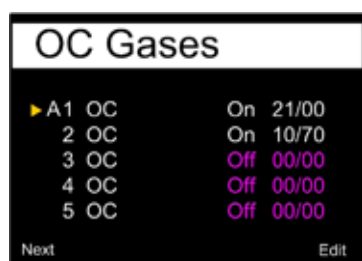 OC Gases
A1 OC On 21/00
2 OC On 10/70
3 OC Off 00/00
4 OC Off 00/00
5 OC Off 00/00
Next Edit